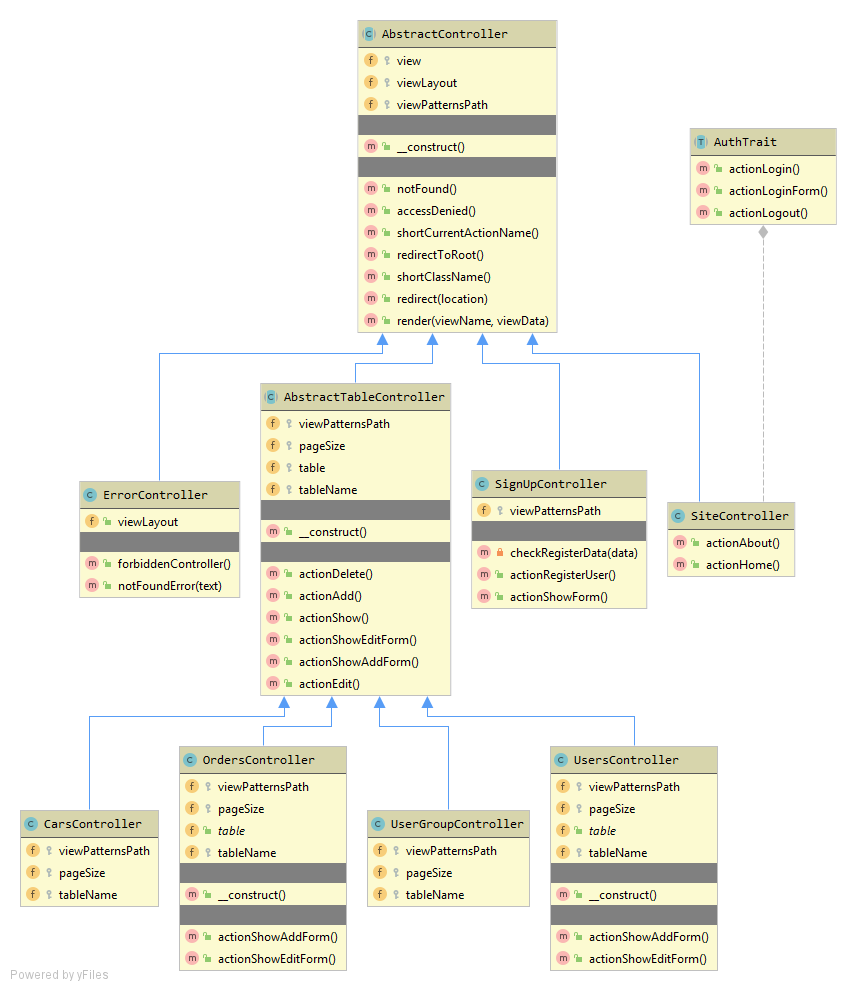 AbstractController
view
viewLayout
viewPatternsPath
__construct()
notFound()
accessDenied()
shortCurrentActionName()
redirectToRoot()
shortClassName()
redirect(location)
render(viewName, viewData)
AuthTrait
actionLogin()
actionLoginForm()
actionLogout()
AbstractTableController
viewPatternsPath
pageSize
table
tableName
__construct()
actionDelete()
actionAdd()
actionShow()
actionShowEditForm()
actionShowAddForm()
actionEdit()
ErrorController
viewLayout
forbiddenController()
notFoundError(text)
SignUpController
viewPatternsPath
checkRegisterData(data)
actionRegisterUser()
actionShowForm()
SiteController
actionAbout()
actionHome()
CarsController
viewPatternsPath
pageSize
tableName
OrdersController
viewPatternsPath
pageSize
table
tableName
__construct()
actionShowAddForm()
actionShowEditForm()
UserGroupController
viewPatternsPath
pageSize
tableName
UsersController
viewPatternsPath
pageSize
table
tableName
__construct()
actionShowAddForm()
actionShowEditForm()
Powered by yFiles